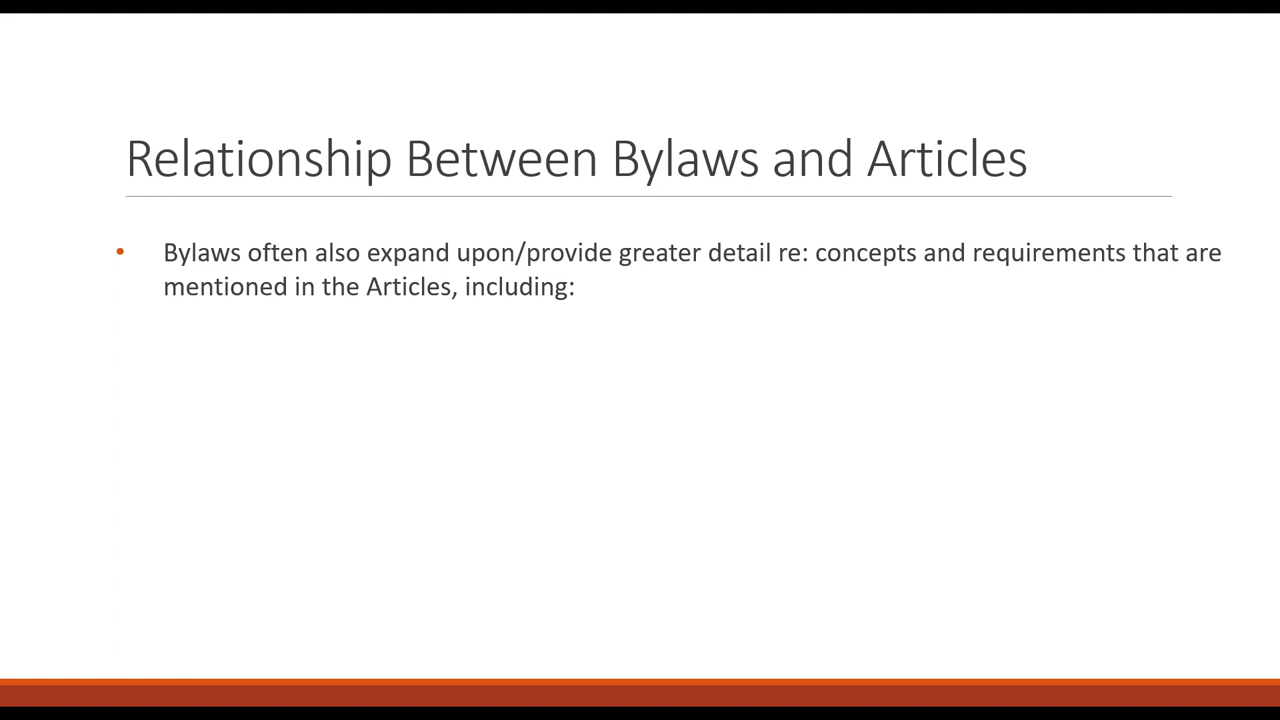 Relationship Between Bylaws and Articles
• Bylaws often also expand upon/provide greater detail re: concepts and requirements that are
mentioned in the Articles, including: